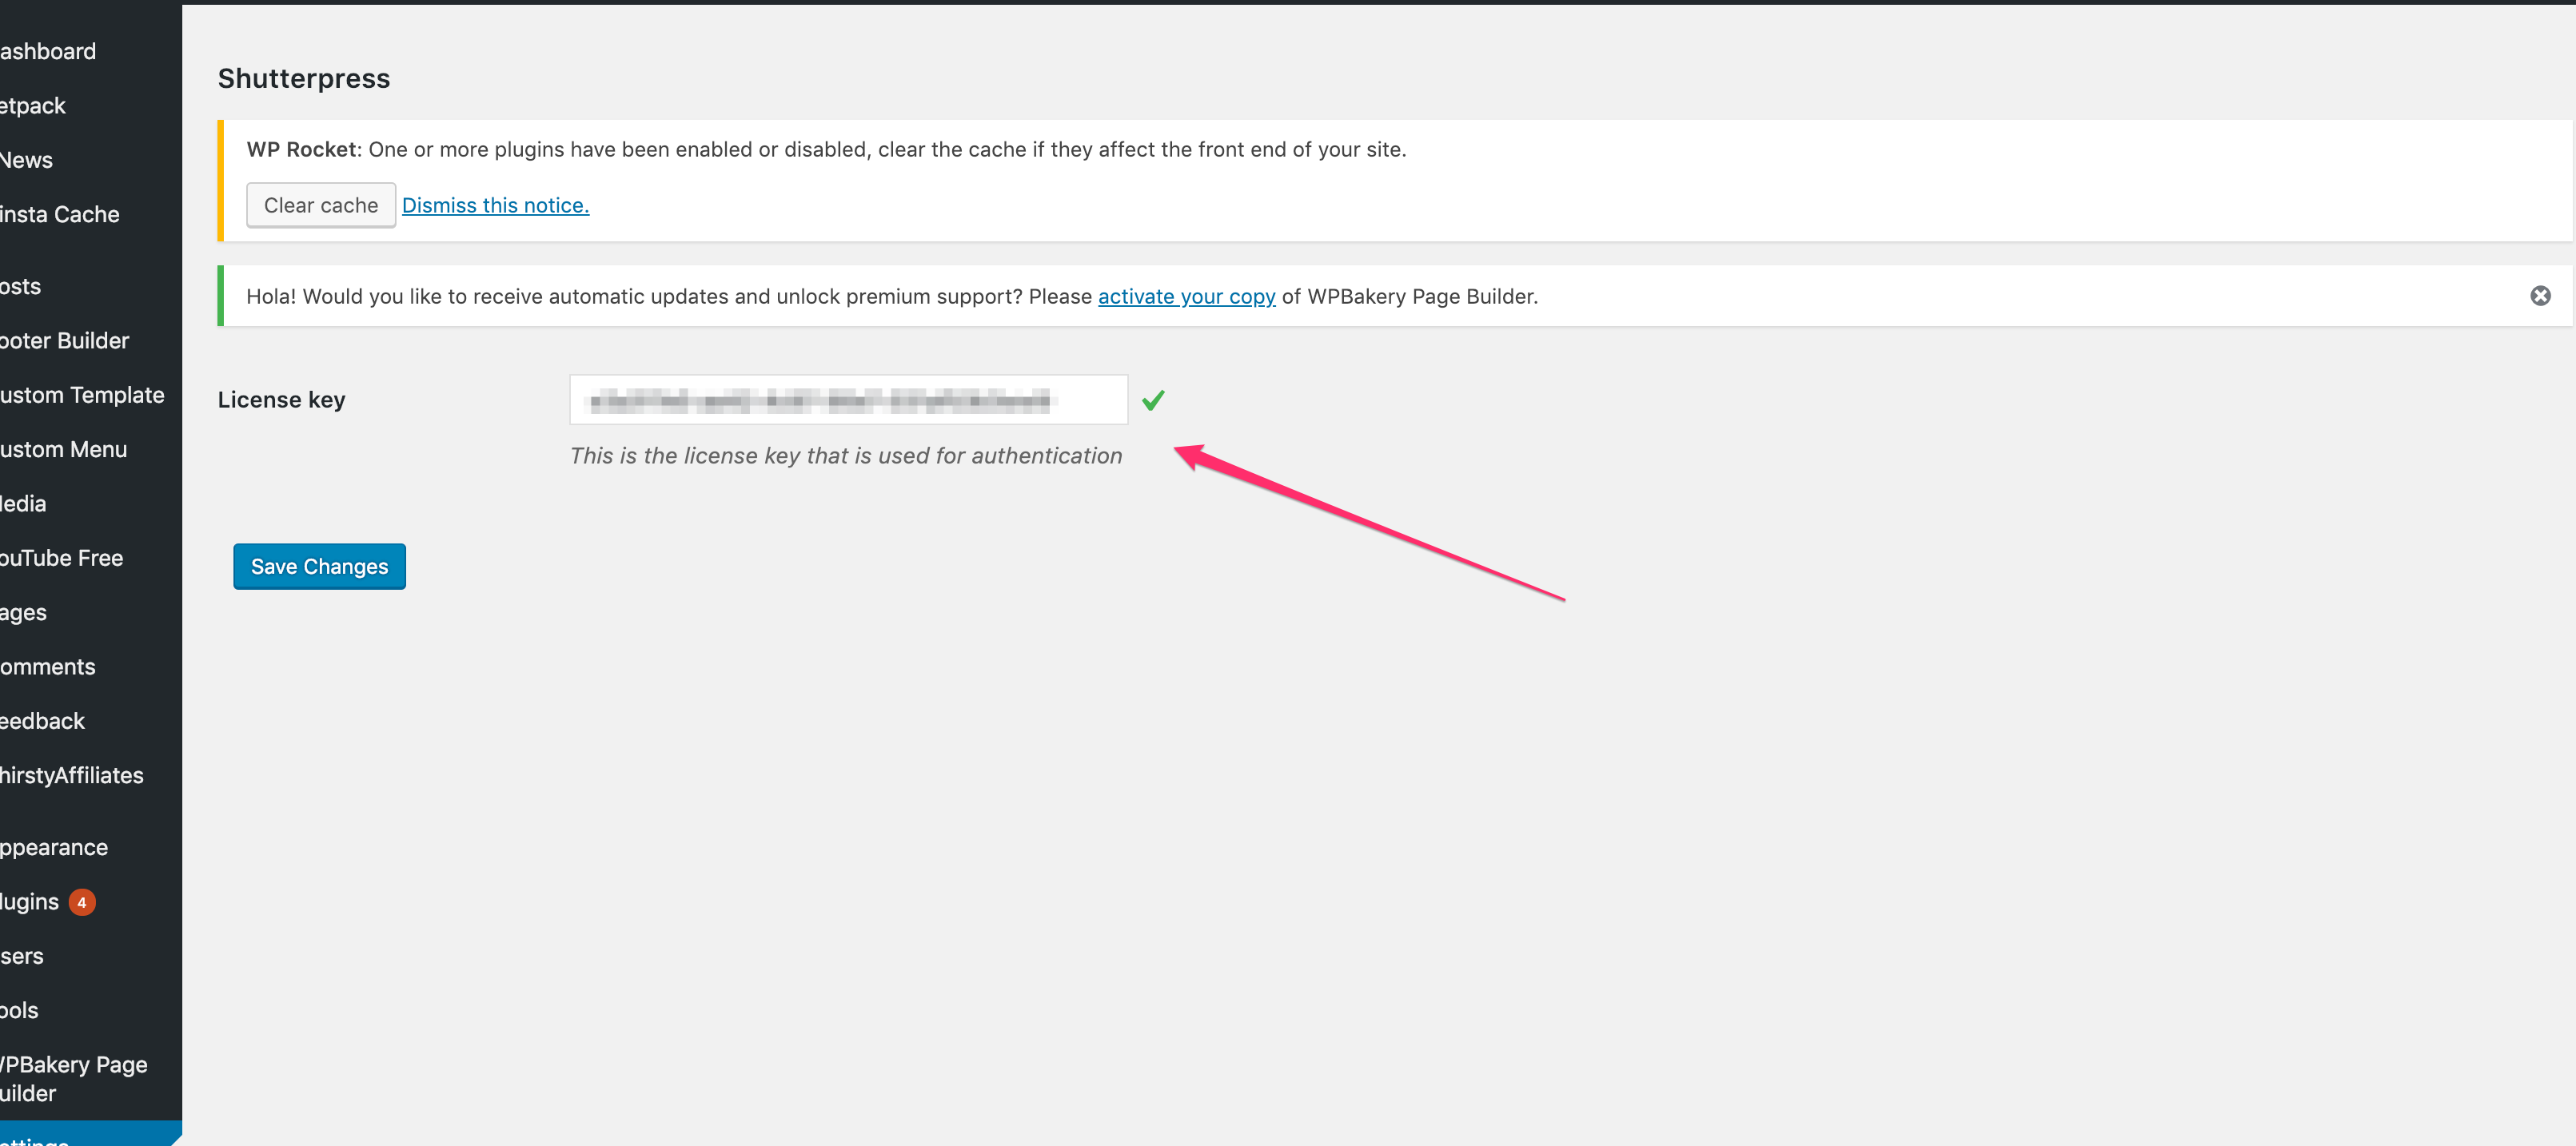 ashboard
etpack
News
insta Cache
osts
ooter Builder
ustom Template
ustom Menu
edia
ouTube Free
ages
omments
eedback
hirstyAffiliates
ppearance
lugins 4
sers
ools
PBakery Page
uilder
Shutterpress
WP Rocket: One or more plugins have been enabled or disabled, clear the cache if they affect the front end of your site.
Clear cache Dismiss this notice.
Hola! Would you like to receive automatic updates and unlock premium support? Please activate your copy of WPBakery Page Builder.
License key
This is the license key that is used for authentication
Save Changes